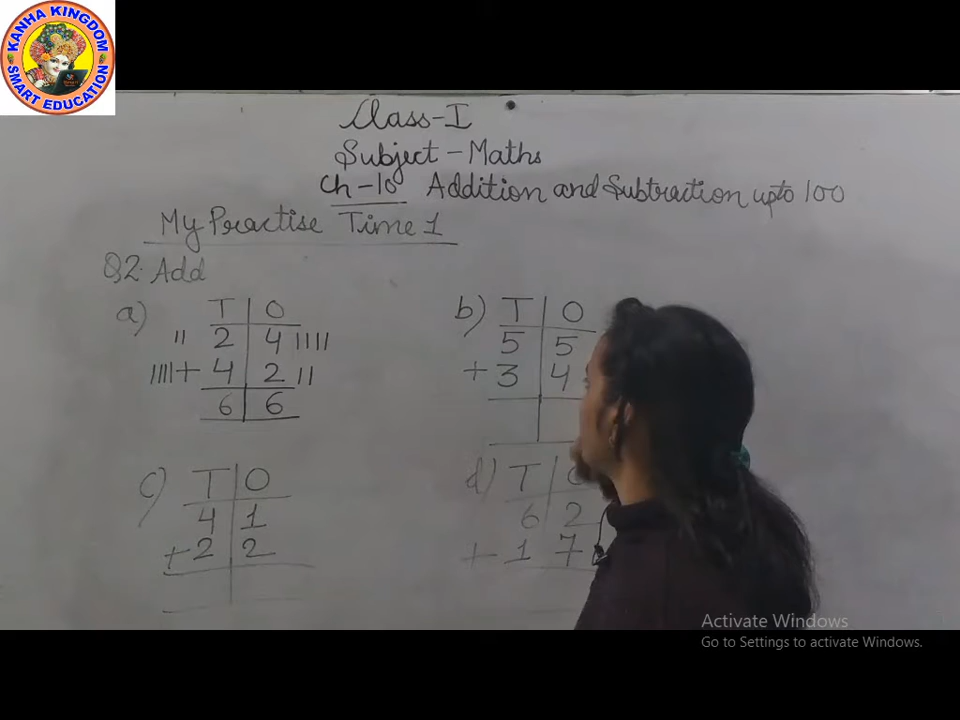 KANHA KINGDOM
SMART EDUCATION
Class-I
Subject - Maths
Ch-10 Addition and Subtraction upto 100
My Practise Time 1
Q2. Add
a) T O
2 4
+ 4 2
6 6
b) T O
5 5
+ 3 4
c) T O
4 1
+ 2 2
d) T O
6 2
+ 1 7
Activate Windows
Go to Settings to activate Windows.